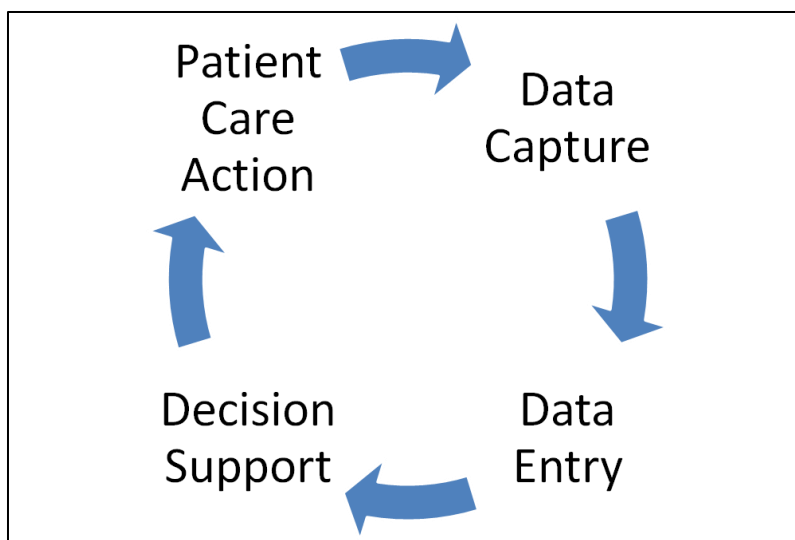 Patient
Care
Action
Data
Capture
Data
Entry
Decision
Support